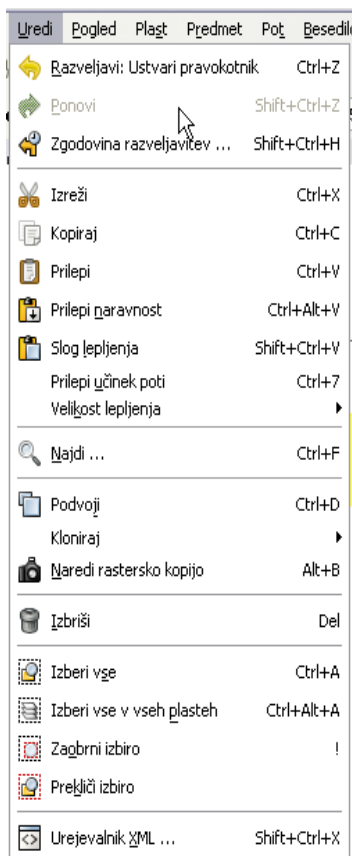 Uredi Pogled Plast Predmet Pot Besedilo
Razveljavi: Ustvari pravokotnik Ctrl+Z
Ponovi Shift+Ctrl+Z
Zgodovina razveljavitev ... Shift+Ctrl+H
Izreži Ctrl+X
Kopiraj Ctrl+C
Prilepi Ctrl+V
Prilepi naravnost Ctrl+Alt+V
Slog lepljenja Shift+Ctrl+V
Prilepi učinek poti Ctrl+7
Velikost lepljenja
Najdi ... Ctrl+F
Podvoji Ctrl+D
Kloniraj
Naredi rastersko kopijo Alt+B
Izbriši Del
Izberi vse Ctrl+A
Izberi vse v vseh plasteh Ctrl+Alt+A
Zaobrni izbiro !
Prekliči izbiro
Urejevalnik XML ... Shift+Ctrl+X